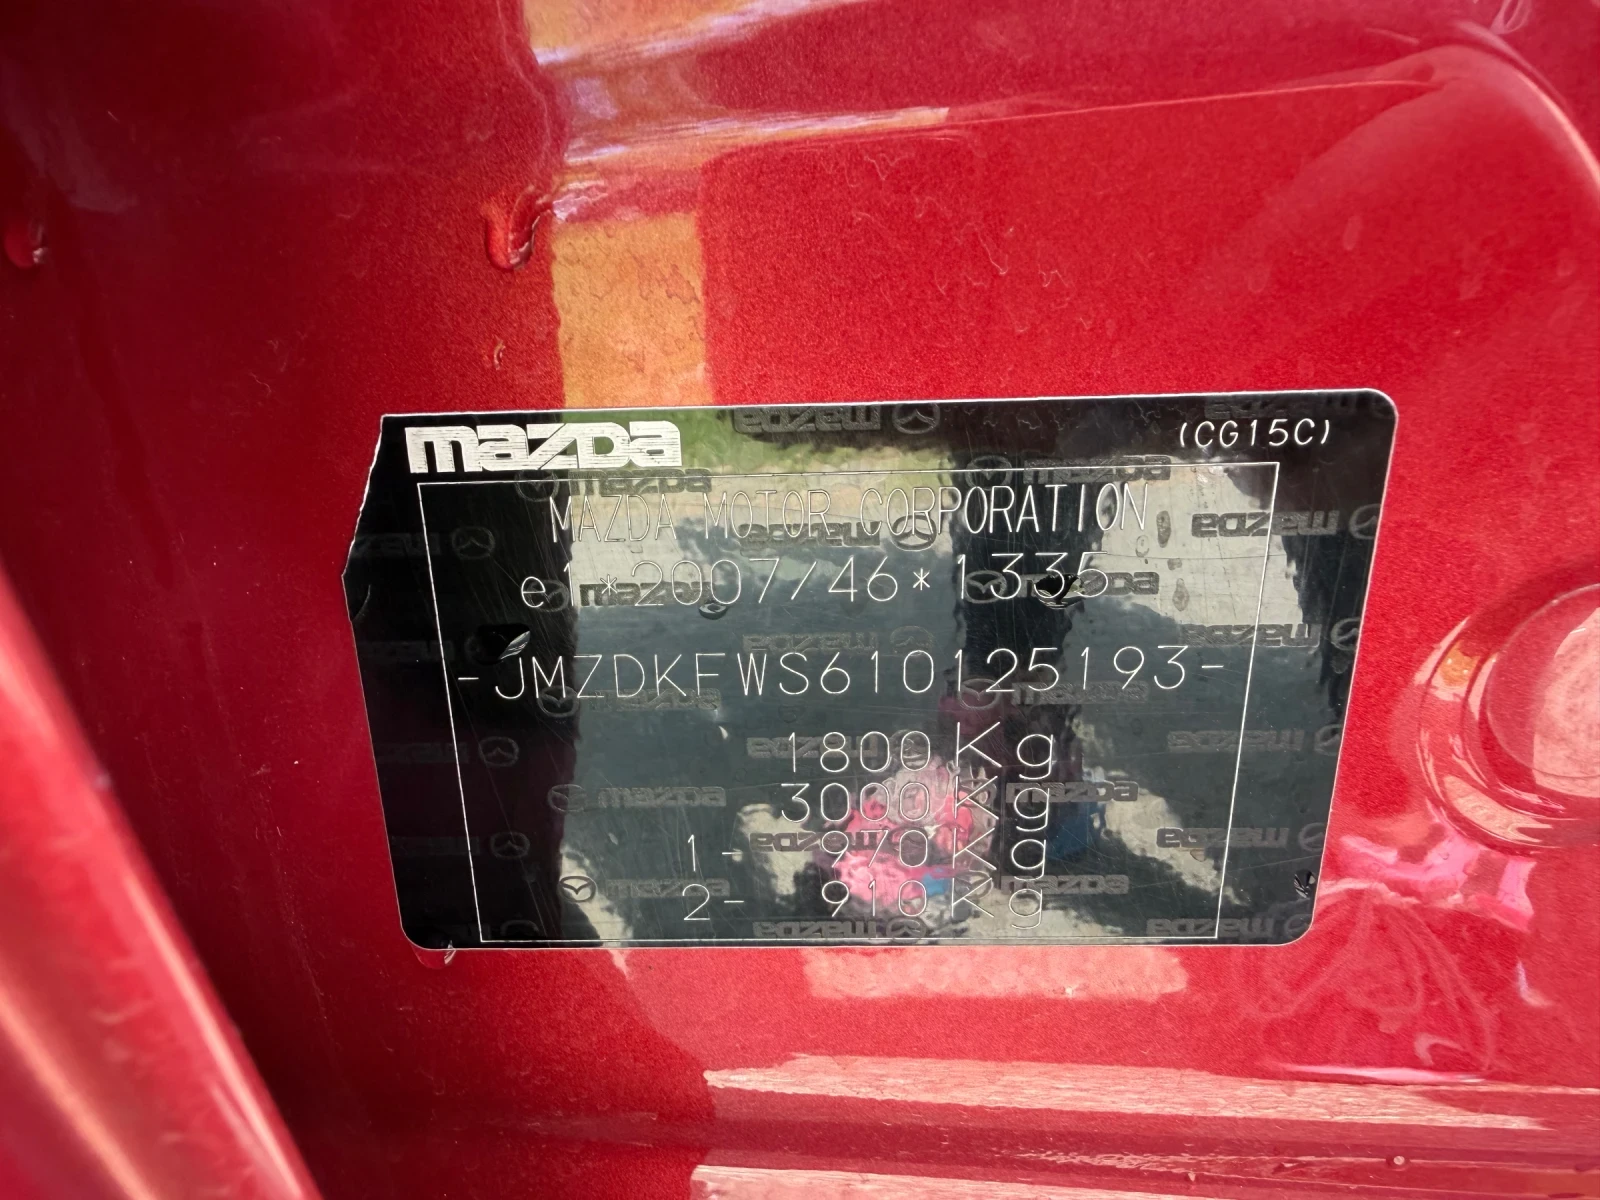 mazda
(CG15C)
MAZDA MOTOR CORPORATION
e1*2007/46*1335
-JMZDKFWS610125193-
1800Kg
3000Kg
1- 970Kg
2- 910Kg